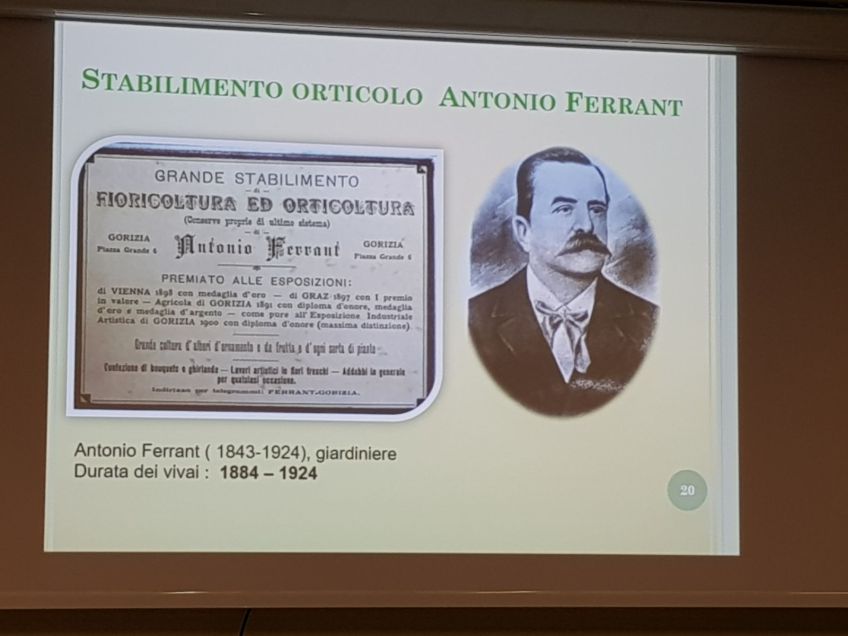 STABILIMENTO ORTICOLO ANTONIO FERRANT
GRANDE STABILIMENTO
— di —
FIORICOLTURA ED ORTICOLTURA
(Conserve proprie di ultimo sistema)
— di —
GORIZIA
Piazza Grande 6
Antonio Ferrant
GORIZIA
Piazza Grande 6
PREMIATO ALLE ESPOSIZIONI:
di VIENNA 1898 con medaglia d'oro — di GRAZ 1897 con I premio
in valore — Agricola di GORIZIA 1891 con diploma d'onore, medaglia
d'oro e medaglia d'argento — come pure all'Esposizione Industriale
Artistica di GORIZIA 1900 con diploma d'onore (massima distinzione).
Grande coltura d'alberi d'ornamento e da frutta e d'ogni sorta di piante
Confezione di bouquets e ghirlande — Lavori artistici in fiori freschi — Addobbi in generale
per qualsiasi occasione.
Indirizzo per telegrammi: FERRANT-GORIZIA.
Antonio Ferrant ( 1843-1924), giardiniere
Durata dei vivai : 1884 – 1924
20